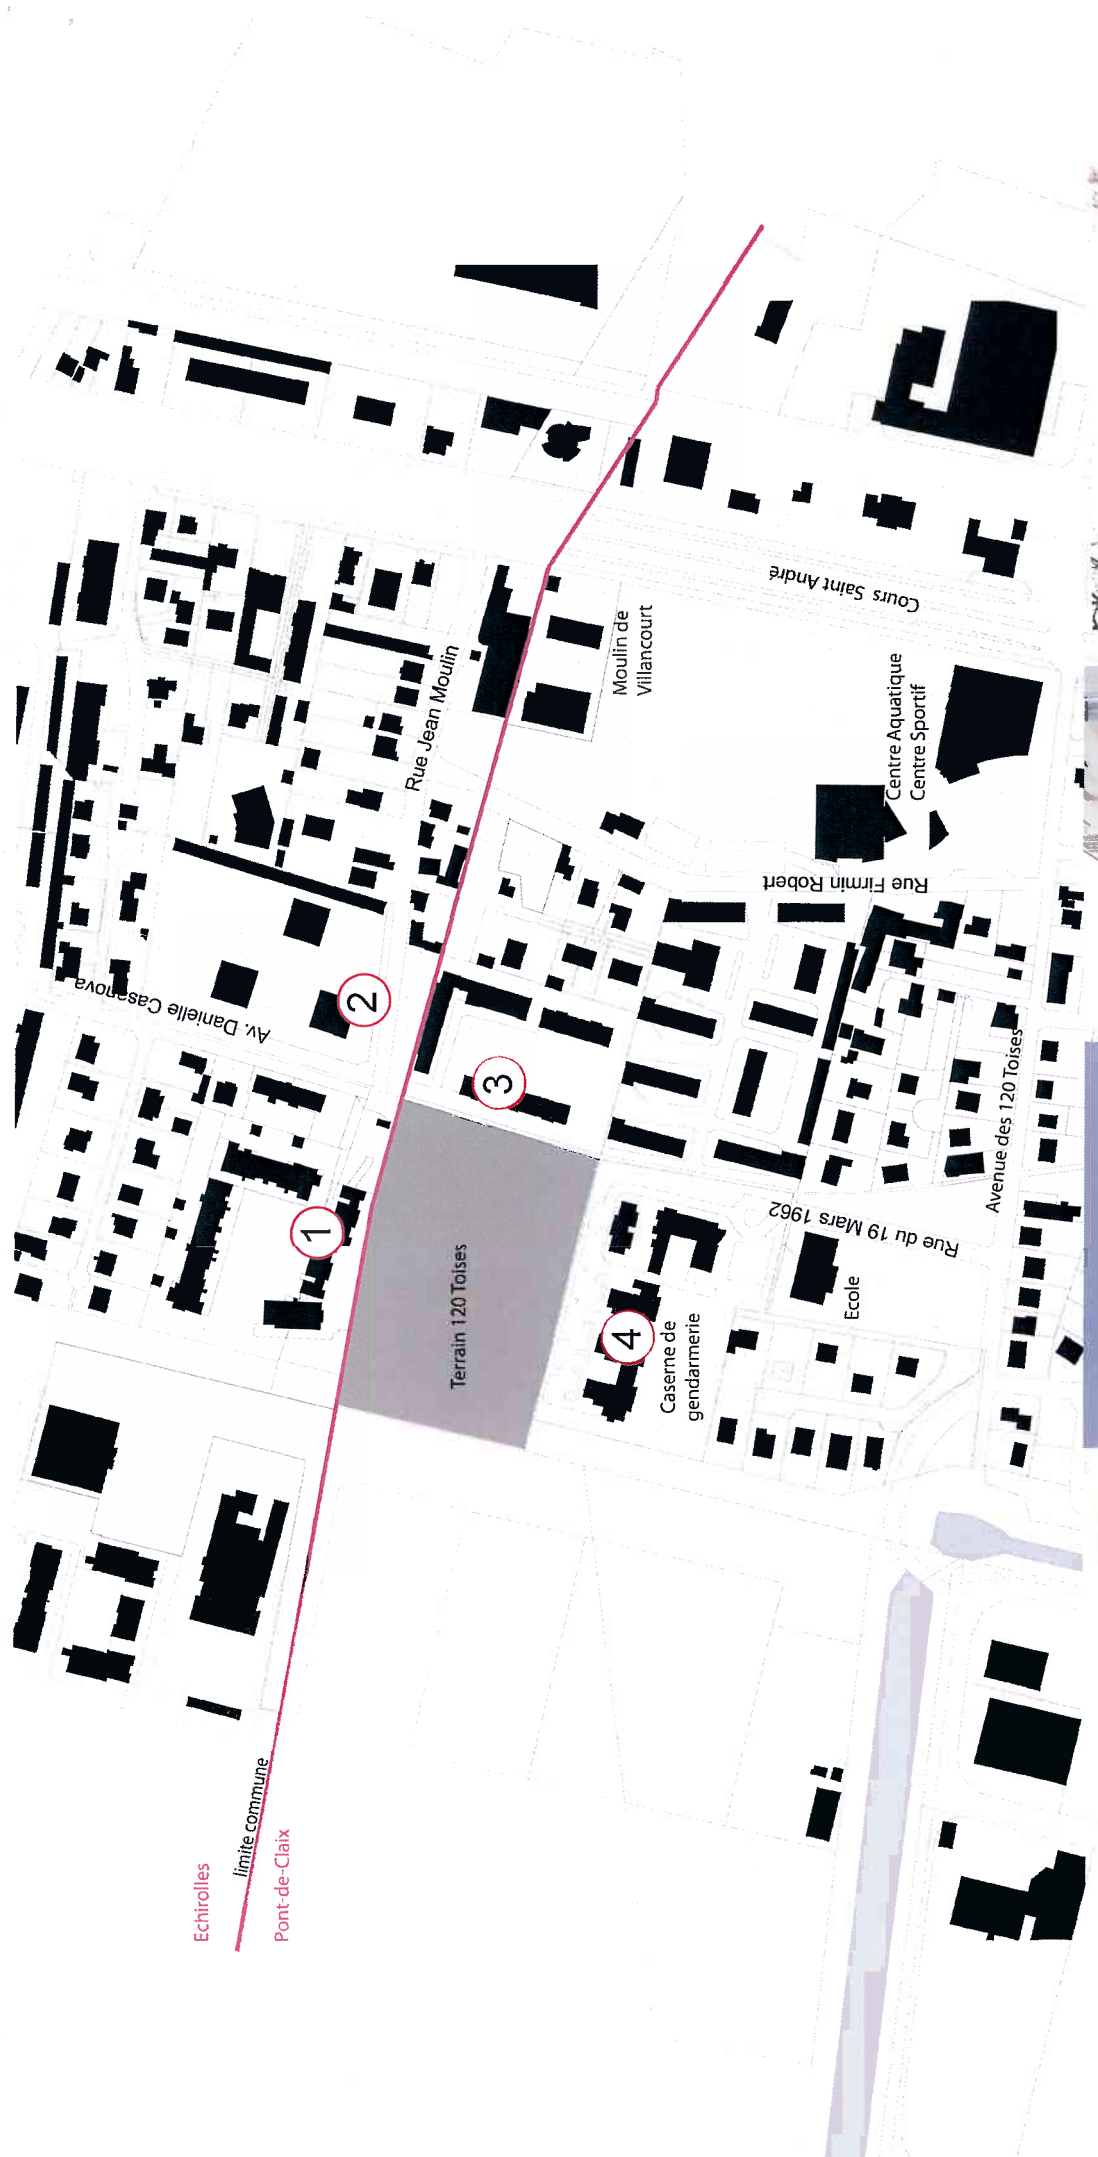 Echirolles
limite commune
Pont-de-Claix
Av. Danielle Casanova
Rue Jean Moulin
Moulin de
Villancourt
Cours Saint André
Centre Aquatique
Centre Sportif
Rue Firmin Robert
1
2
3
4
Terrain 120 Toises
Caserne de
gendarmerie
Ecole
Rue du 19 Mars 1962
Avenue des 120 Toises